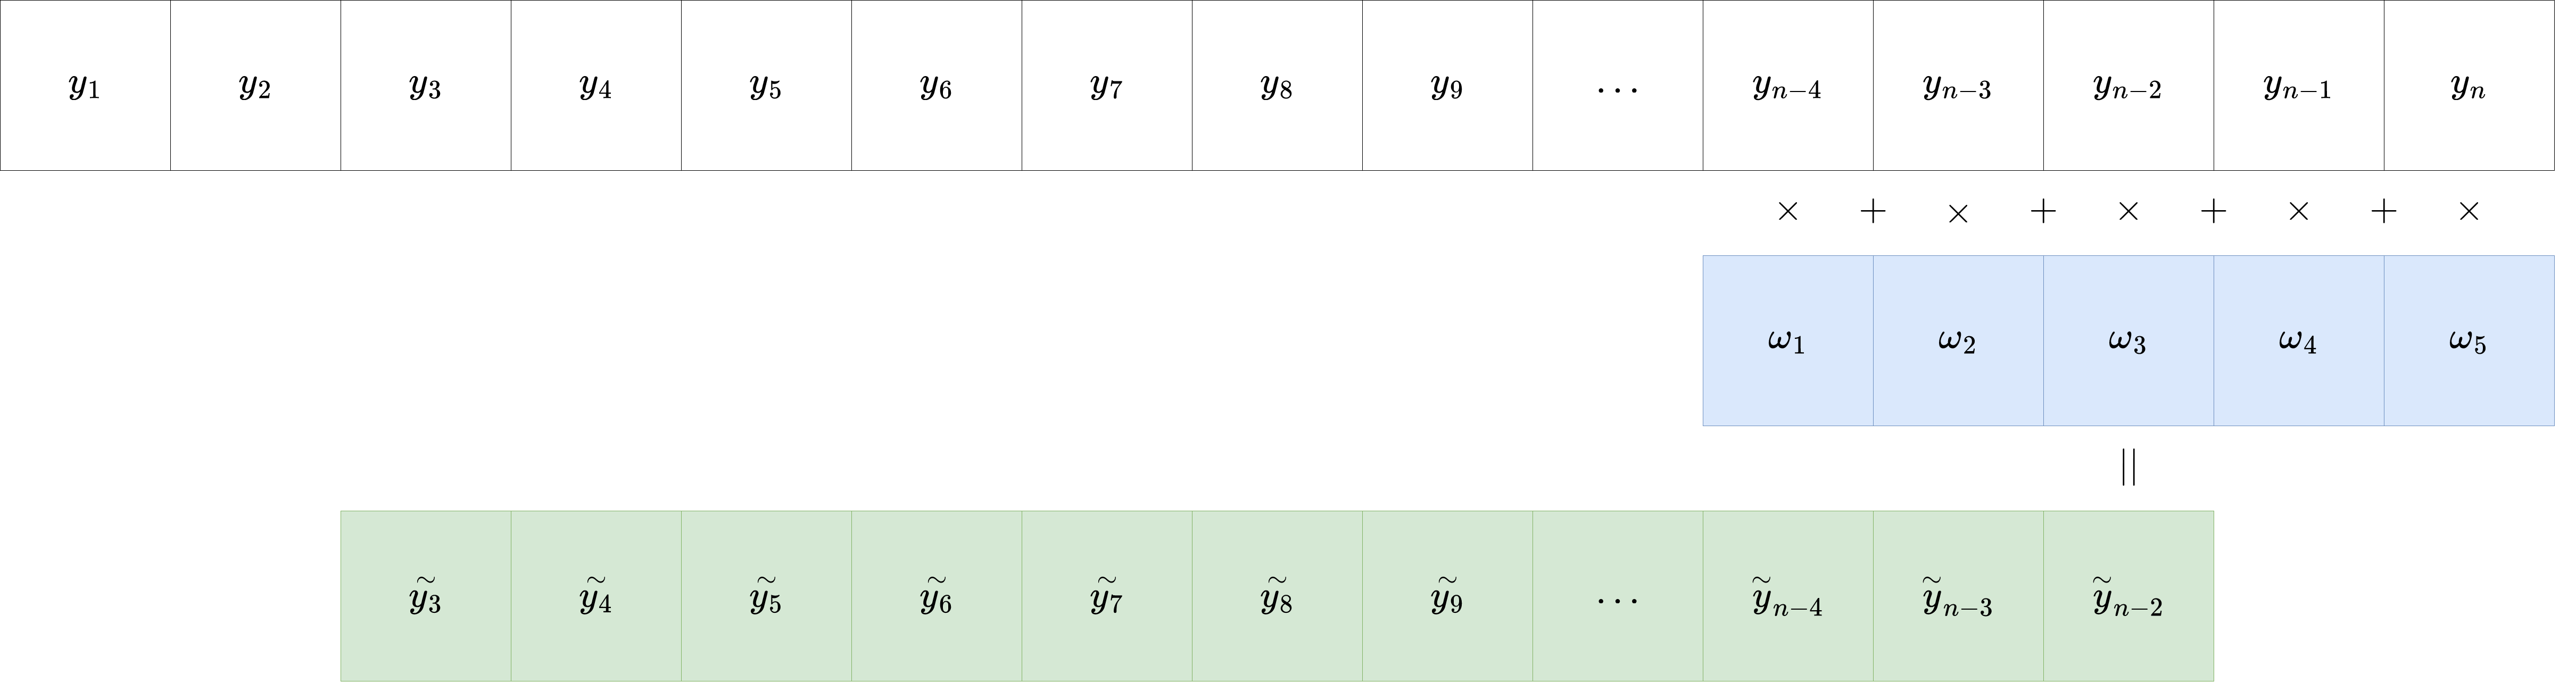 y₁ y₂ y₃ y₄ y₅ y₆ y₇ y₈ y₉ ⋯ yₙ₋₄ yₙ₋₃ yₙ₋₂ yₙ₋₁ yₙ
× + × + × + × + ×
ω₁ ω₂ ω₃ ω₄ ω₅
||
ỹ₃ ỹ₄ ỹ₅ ỹ₆ ỹ₇ ỹ₈ ỹ₉ ⋯ ỹₙ₋₄ ỹₙ₋₃ ỹₙ₋₂